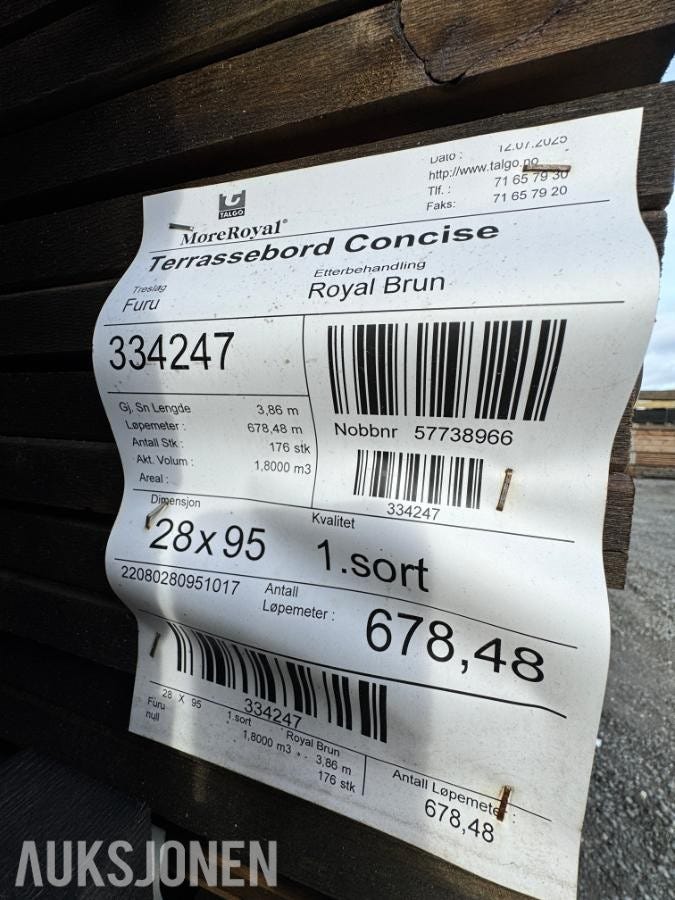 Dato : 12.07.2025
http://www.talgo.no
Tlf. : 71 65 79 30
Faks: 71 65 79 20
TALGO
MoreRoyal®
Terrassebord Concise
Treslag Etterbehandling
Furu Royal Brun
334247
Gj. Sn Lengde 3,86 m
Løpemeter : 678,48 m
Antall Stk : 176 stk
Akt. Volum : 1,8000 m3
Areal :
Nobbnr 57738966
334247
Dimensjon Kvalitet
28 x 95 1.sort
22080280951017
Antall
Løpemeter : 678,48
334247
28 X 95 1.sort Royal Brun
Furu 1,8000 m3 3,86 m
null 176 stk
Antall Løpemeter :
678,48
AUKSJONEN